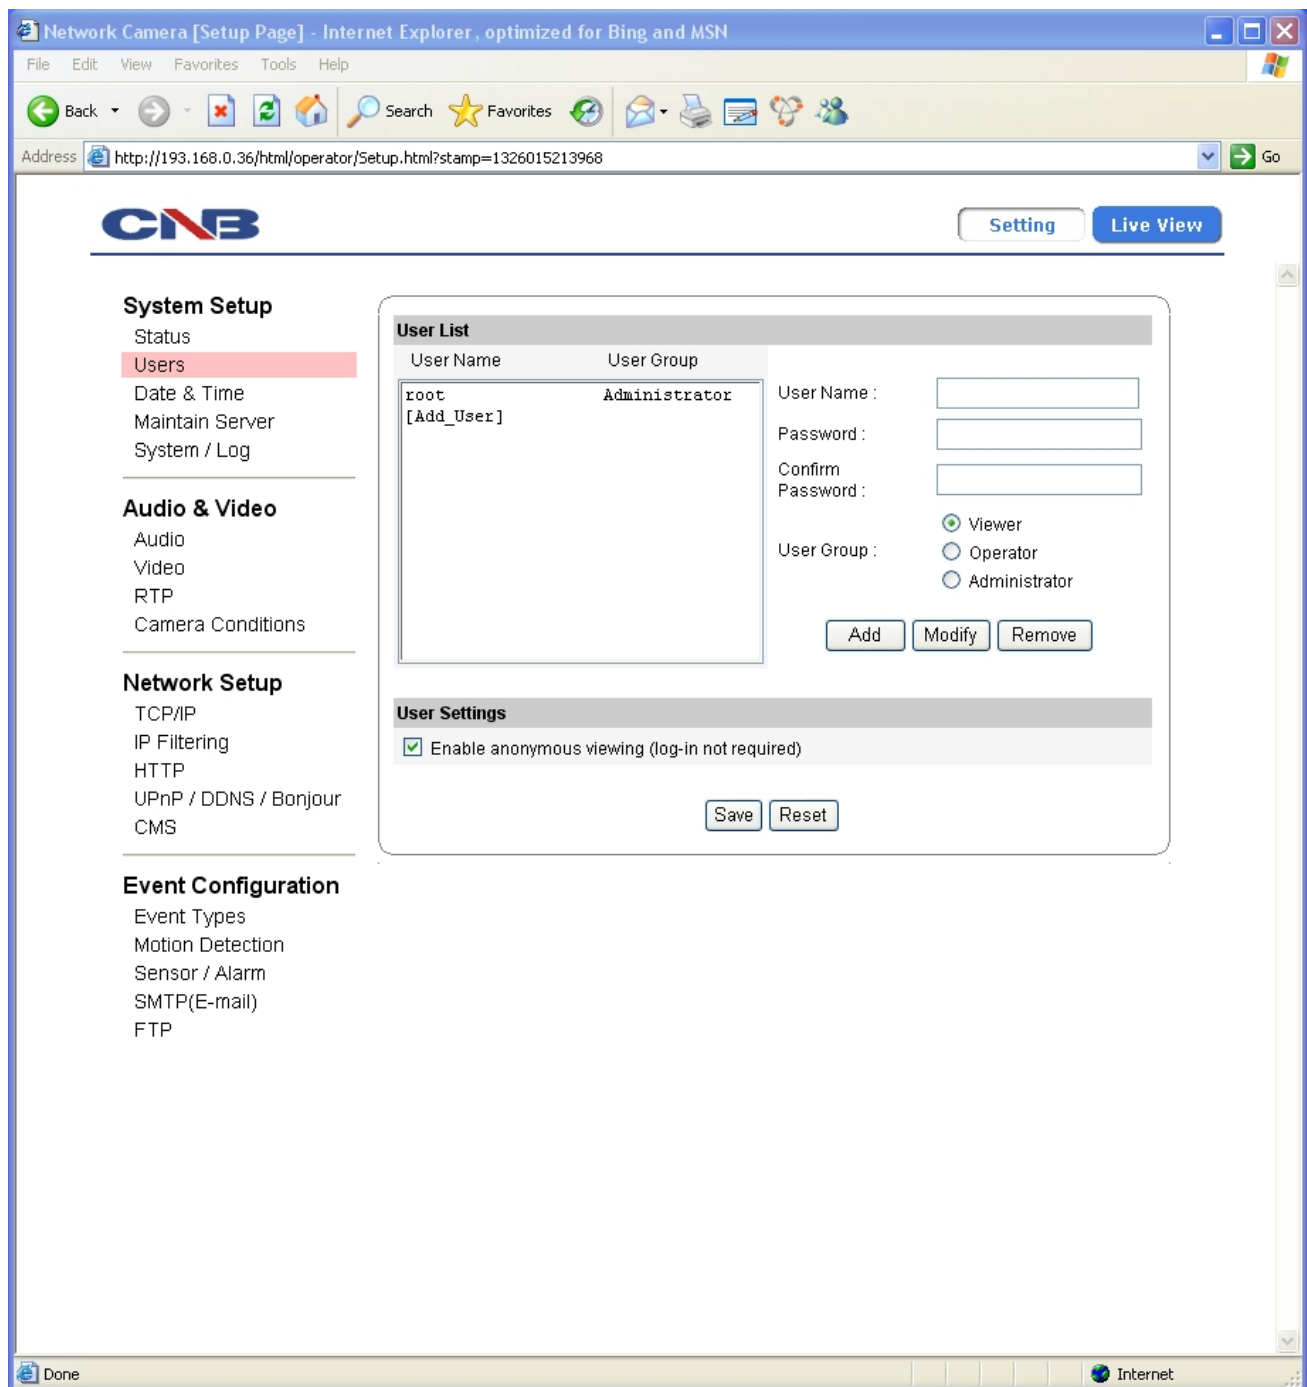 Network Camera [Setup Page] - Internet Explorer, optimized for Bing and MSN
File Edit View Favorites Tools Help
Back Search Favorites
Address http://193.168.0.36/html/operator/Setup.html?stamp=1326015213968 Go
CNB
Setting Live View
System Setup
Status
Users
Date & Time
Maintain Server
System / Log
Audio & Video
Audio
Video
RTP
Camera Conditions
Network Setup
TCP/IP
IP Filtering
HTTP
UPnP / DDNS / Bonjour
CMS
Event Configuration
Event Types
Motion Detection
Sensor / Alarm
SMTP(E-mail)
FTP
User List
User Name User Group
root Administrator
[Add_User]
User Name :
Password :
Confirm
Password :
User Group :
Viewer
Operator
Administrator
Add Modify Remove
User Settings
Enable anonymous viewing (log-in not required)
Save Reset
Done Internet